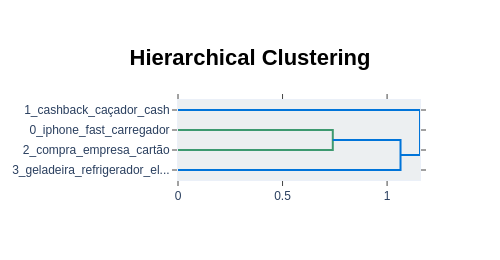 Hierarchical Clustering
1_cashback_caçador_cash
0_iphone_fast_carregador
2_compra_empresa_cartão
3_geladeira_refrigerador_el...
0 0.5 1